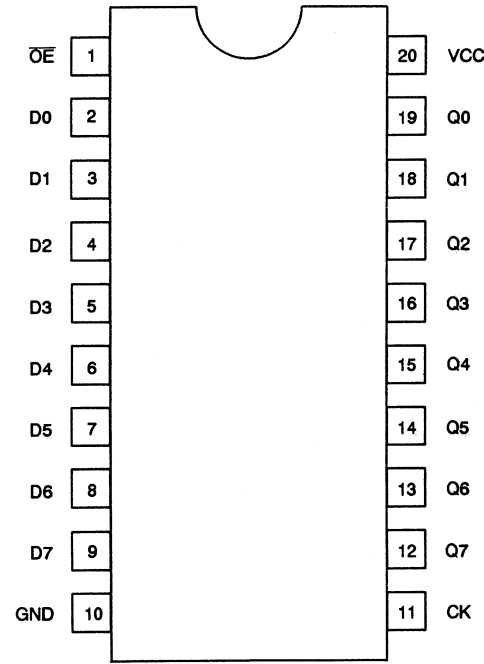 O̅E̅ 1 20 VCC
D0 2 19 Q0
D1 3 18 Q1
D2 4 17 Q2
D3 5 16 Q3
D4 6 15 Q4
D5 7 14 Q5
D6 8 13 Q6
D7 9 12 Q7
GND 10 11 CK